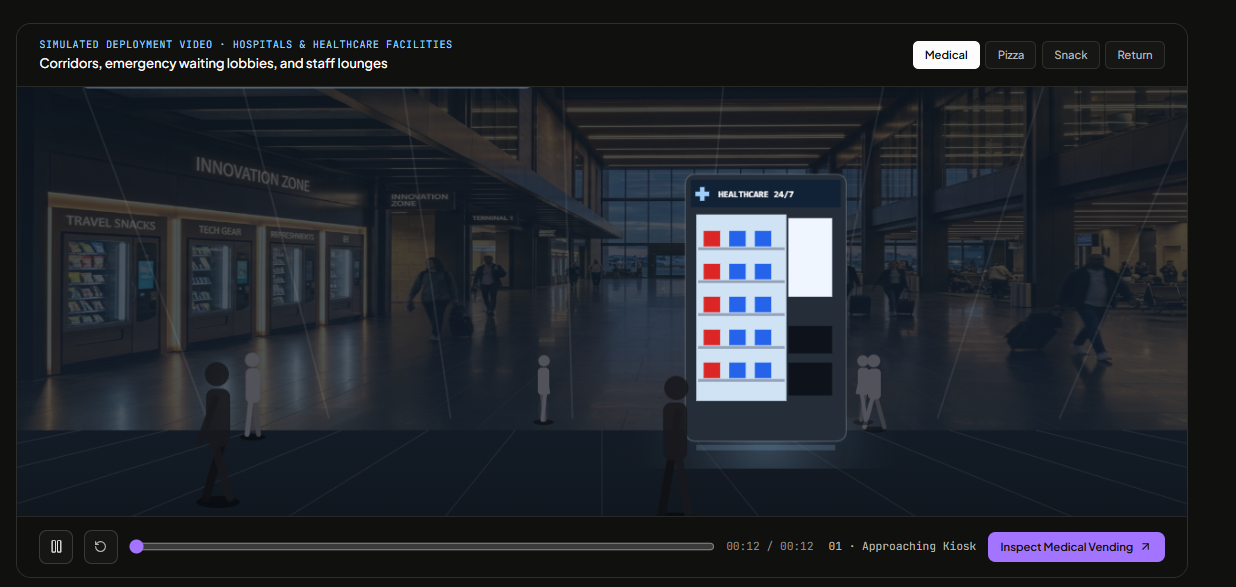 SIMULATED DEPLOYMENT VIDEO · HOSPITALS & HEALTHCARE FACILITIES
Corridors, emergency waiting lobbies, and staff lounges
Medical
Pizza
Snack
Return
INNOVATION ZONE
TRAVEL SNACKS
TECH GEAR
REFRESHMENTS
INNOVATION
ZONE
TERMINAL 1
HEALTHCARE 24/7
00:12 / 00:12
01 · Approaching Kiosk
Inspect Medical Vending